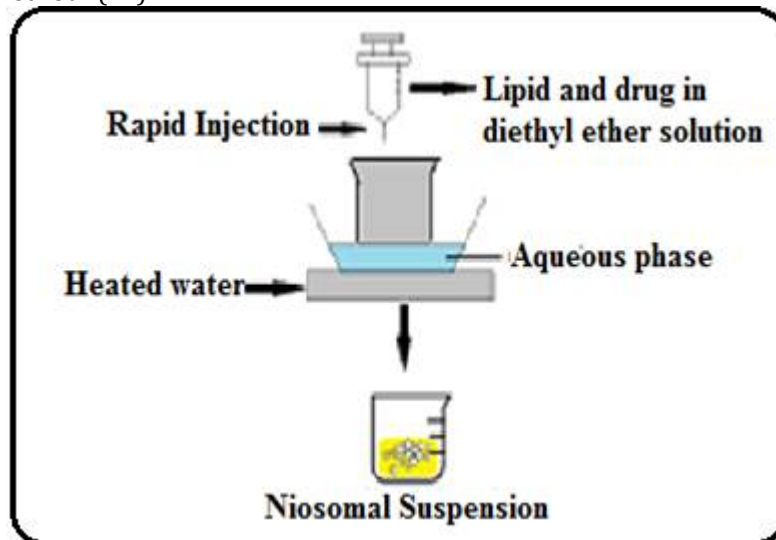 Lipid and drug in
diethyl ether solution
Rapid Injection
Aqueous phase
Heated water
Niosomal Suspension